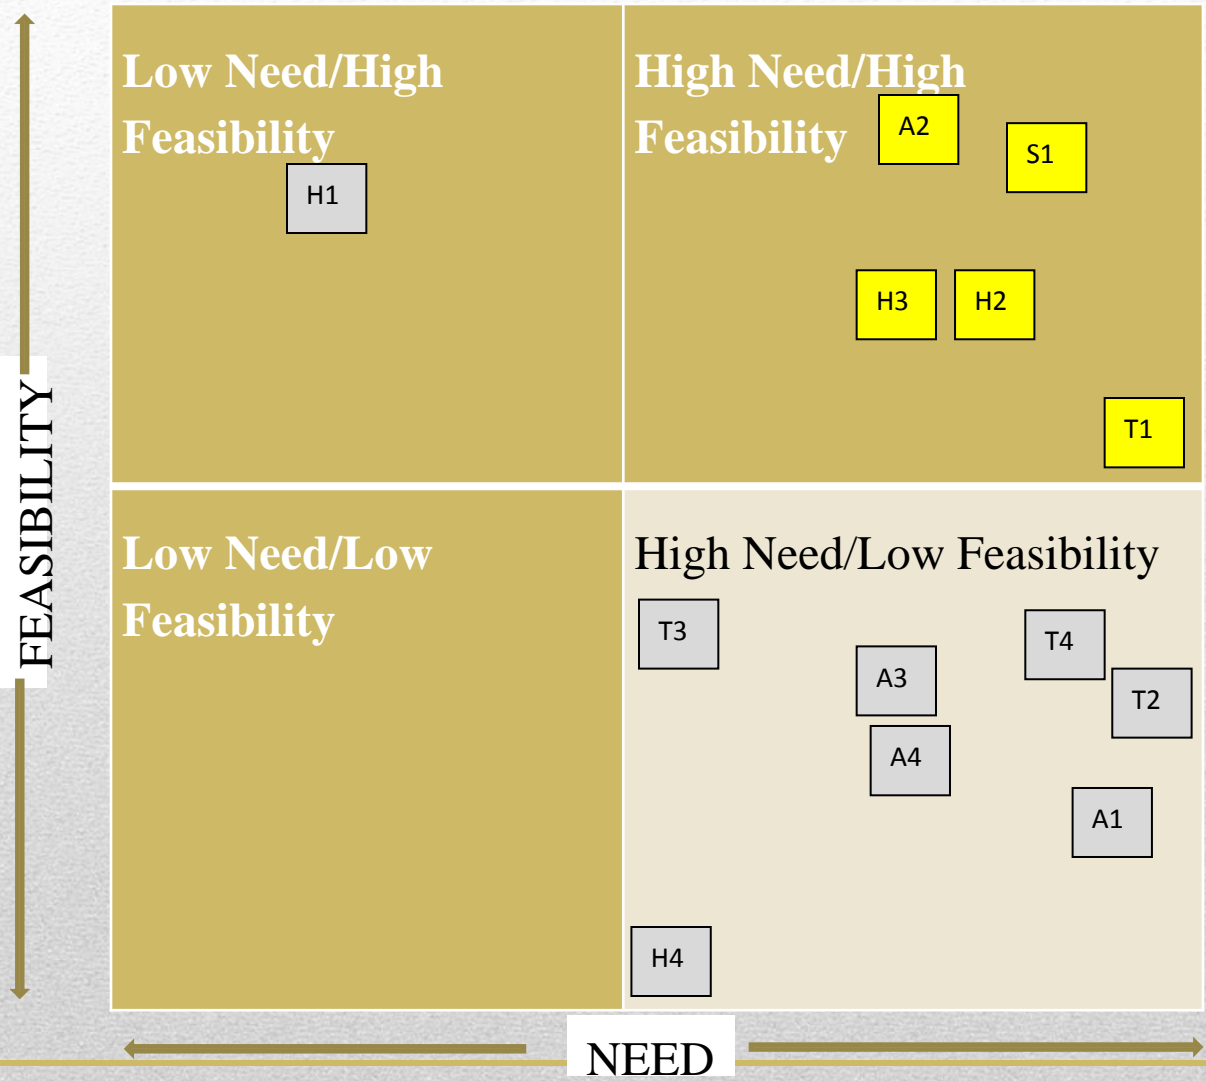 Low Need/High
Feasibility
H1
High Need/High
Feasibility
A2
S1
H3
H2
T1
FEASIBILITY
Low Need/Low
Feasibility
High Need/Low Feasibility
T3
T4
A3
T2
A4
A1
H4
NEED